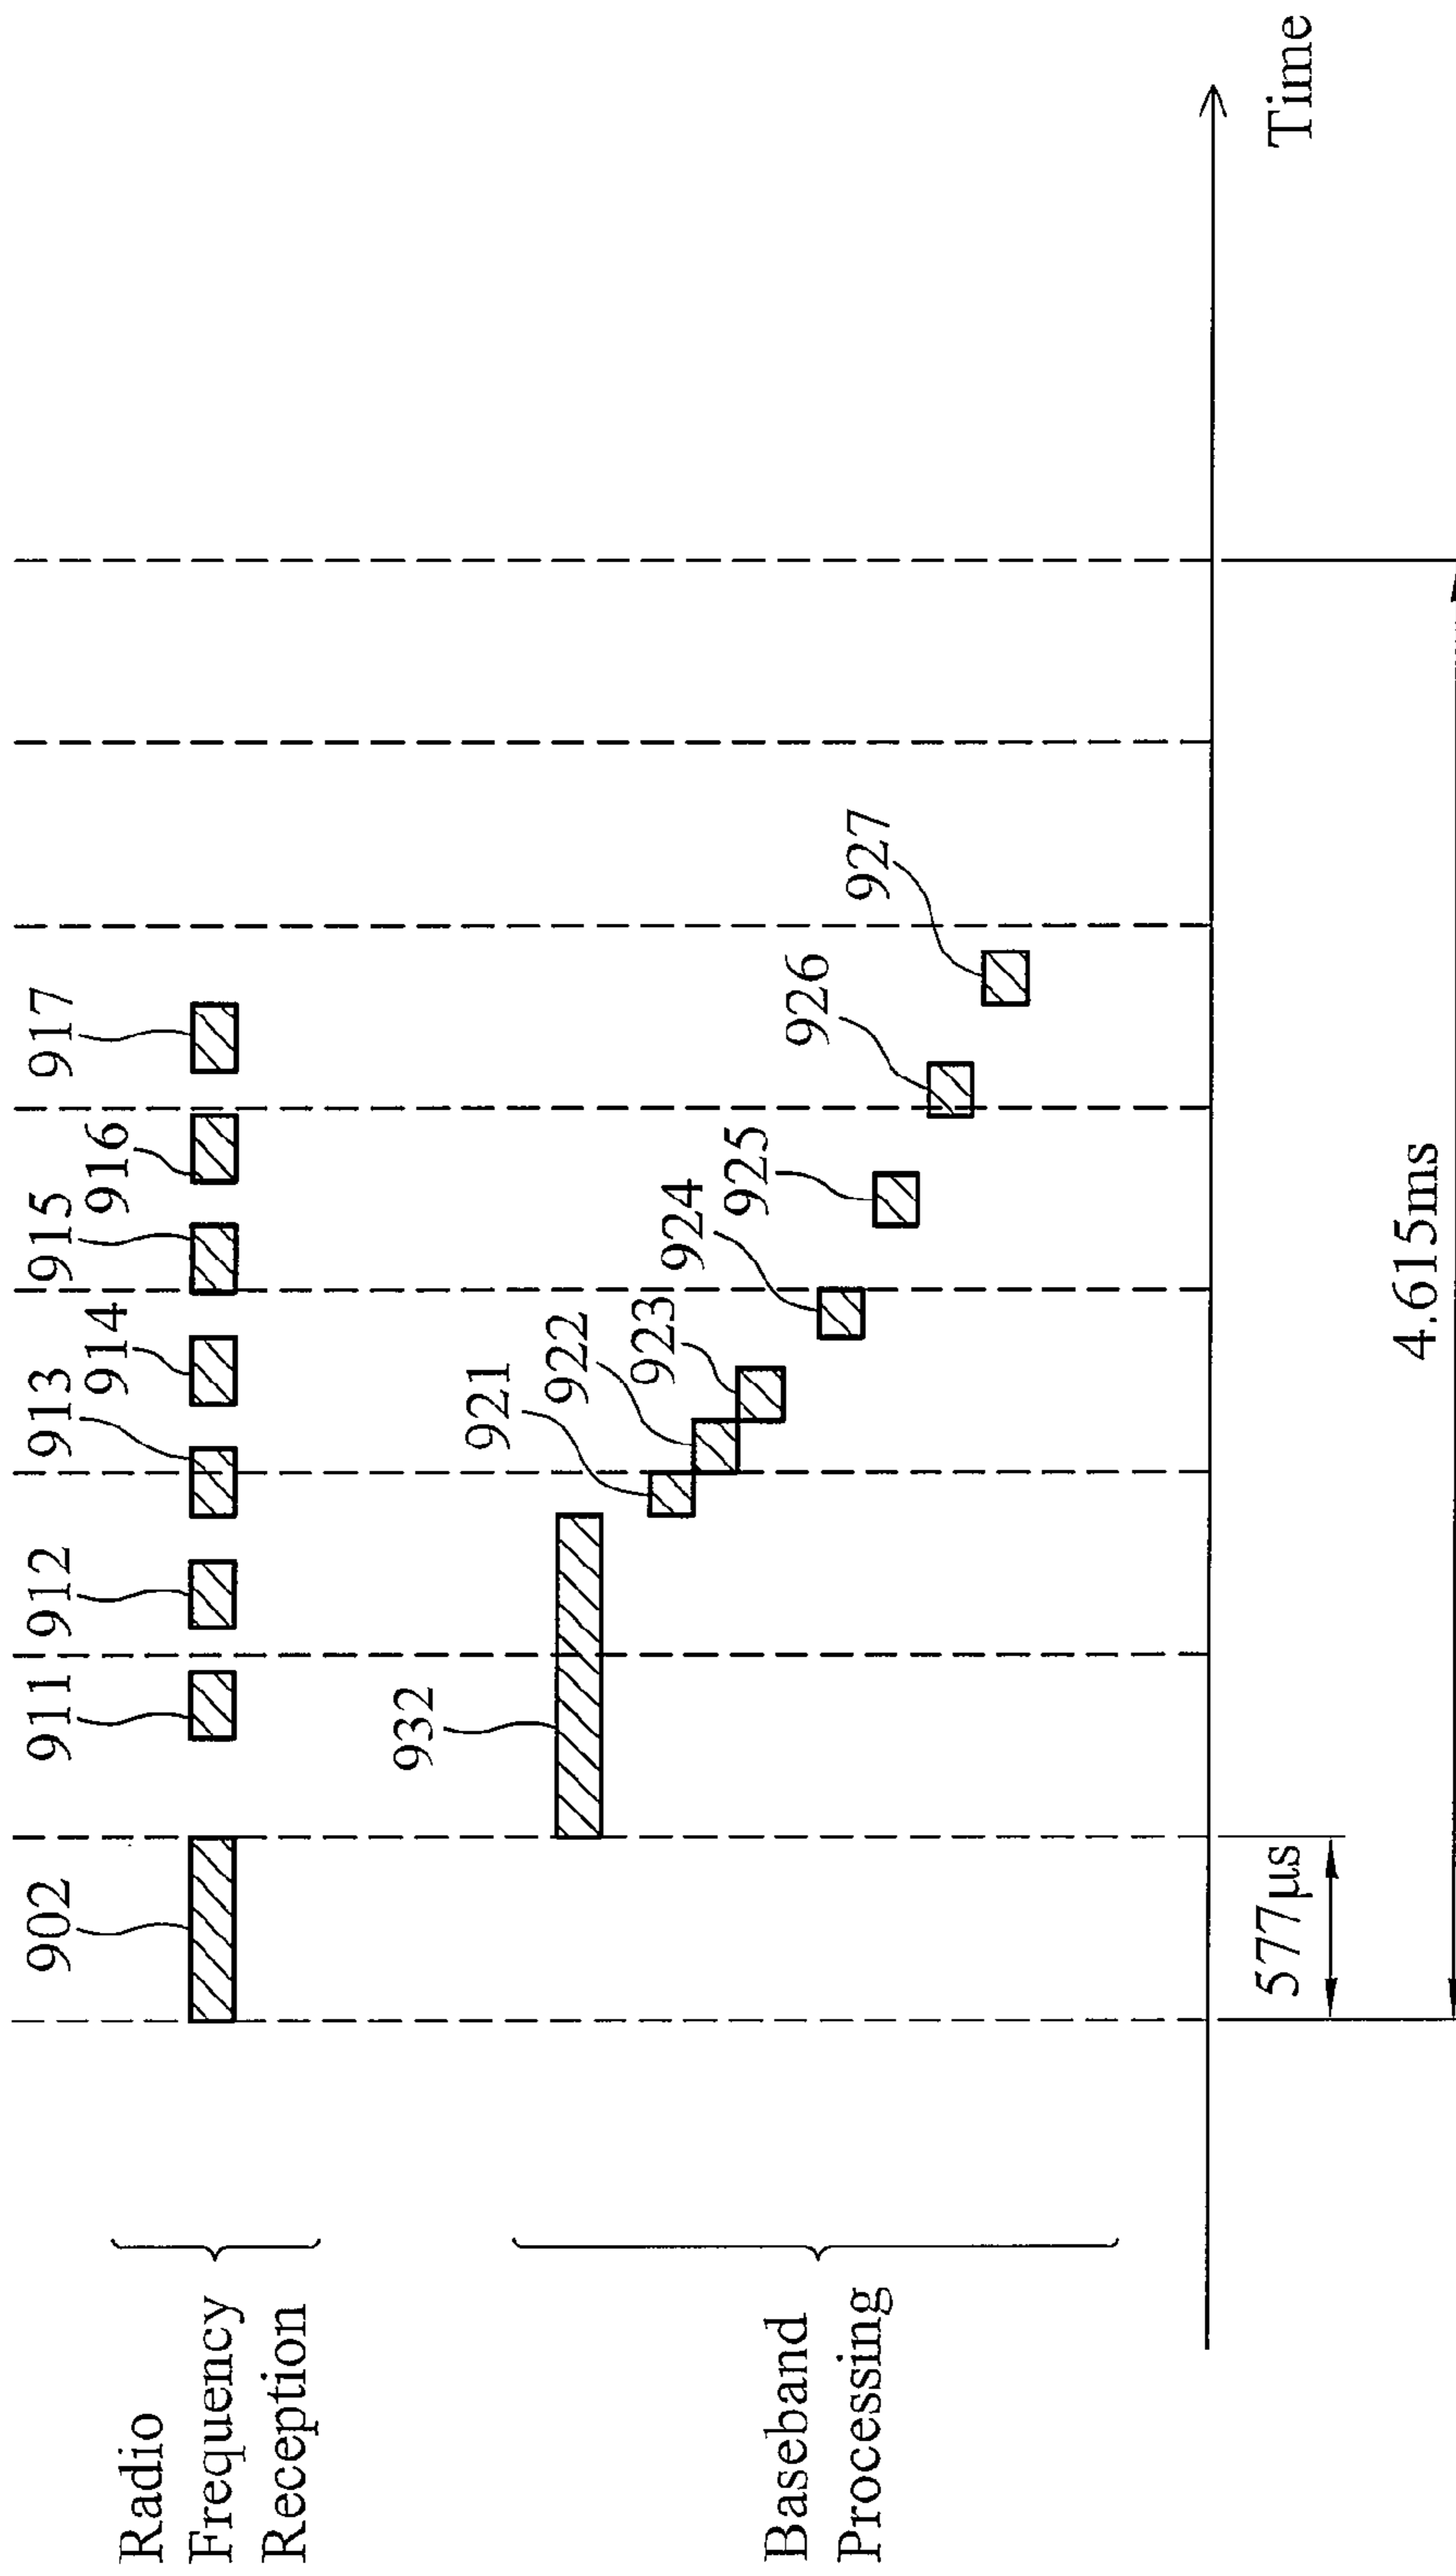 Radio
Frequency
Reception
902
911
912
913
914
915
916
917
Baseband
Processing
932
921
922
923
924
925
926
927
577μs
4.615ms
Time